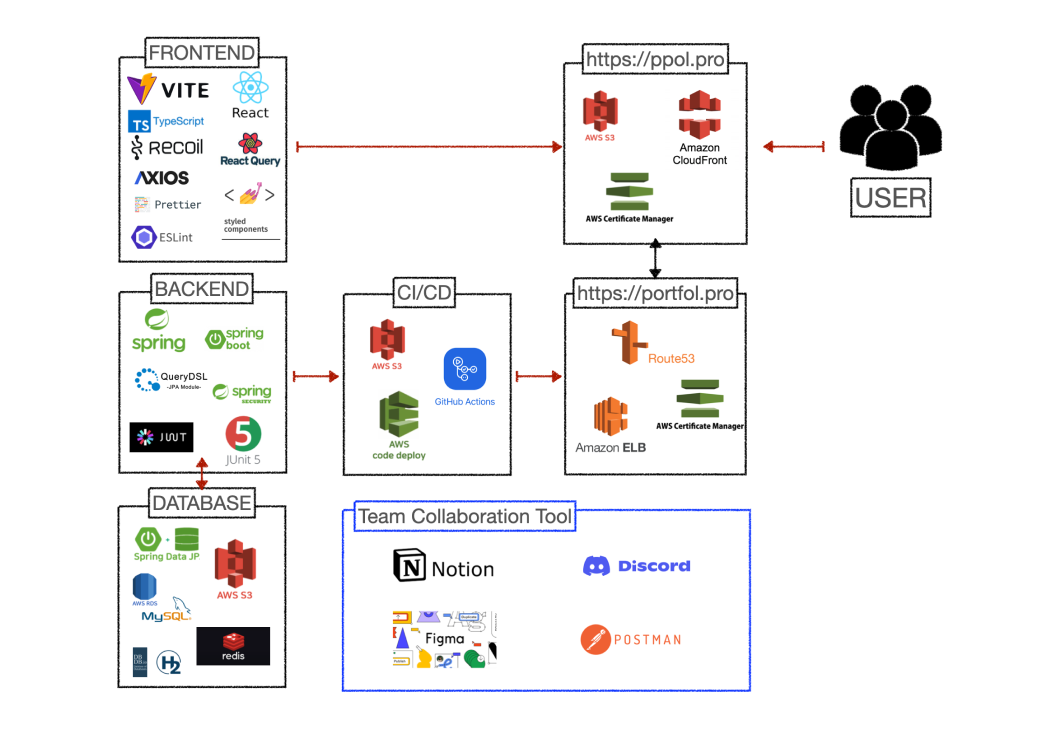 FRONTEND
VITE
React
TS TypeScript
RECOIL
React Query
AXIOS
Prettier
< >
styled
components
ESLint
https://ppol.pro
AWS S3
Amazon
CloudFront
AWS Certificate Manager
USER
BACKEND
spring
spring
boot
QueryDSL
-JPA Module-
spring
SECURITY
JWT
5
JUnit 5
CI/CD
AWS S3
GitHub Actions
AWS
code deploy
https://portfol.pro
Route53
AWS Certificate Manager
Amazon ELB
DATABASE
+
Spring Data JP
AWS S3
AWS RDS
MySQL
redis
H2
Team Collaboration Tool
N Notion
Discord
Figma
POSTMAN